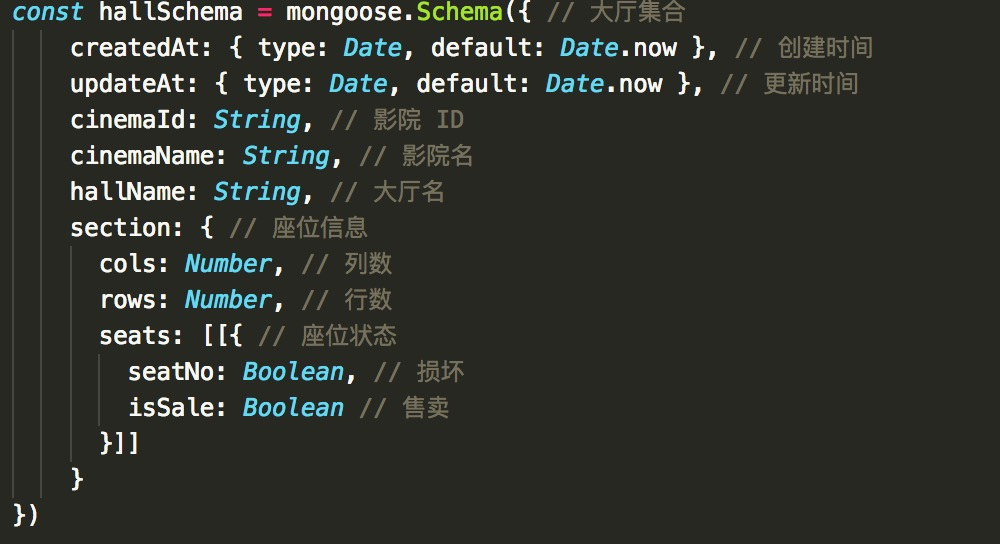 const hallSchema = mongoose.Schema({ // 大厅集合
createdAt: { type: Date, default: Date.now }, // 创建时间
updateAt: { type: Date, default: Date.now }, // 更新时间
cinemaId: String, // 影院 ID
cinemaName: String, // 影院名
hallName: String, // 大厅名
section: { // 座位信息
cols: Number, // 列数
rows: Number, // 行数
seats: [[{ // 座位状态
seatNo: Boolean, // 损坏
isSale: Boolean // 售卖
}]]
}
})